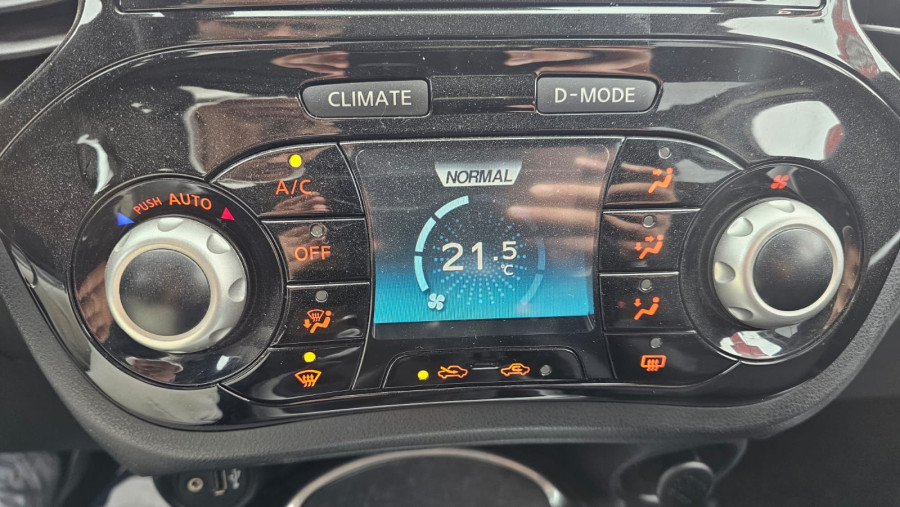 CLIMATE
D-MODE
NORMAL
A/C
PUSH AUTO
OFF
21.5
°C